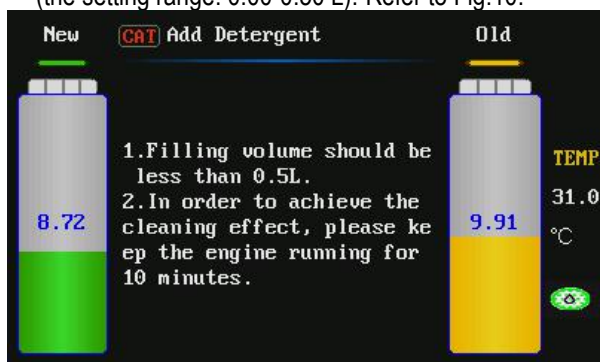 (the setting range: 0.00-0.50 L). Refer to Fig.10.
New CAT Add Detergent Old
1.Filling volume should be
less than 0.5L.
2.In order to achieve the
cleaning effect, please ke
ep the engine running for
10 minutes.
8.72
9.91
TEMP
31.0
°C